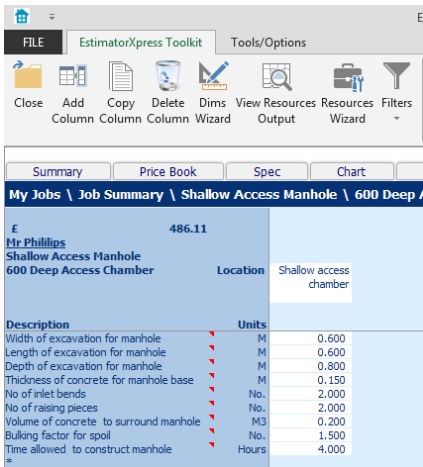 E
FILE EstimatorXpress Toolkit Tools/Options
Close Add Column Copy Column Delete Column Dims Wizard View Resources Output Resources Wizard Filters
Summary Price Book Spec Chart
My Jobs \ Job Summary \ Shallow Access Manhole \ 600 Deep A
£ 486.11
Mr Phililips
Shallow Access Manhole
600 Deep Access Chamber Location Shallow access
chamber
Description Units
Width of excavation for manhole M 0.600
Length of excavation for manhole M 0.600
Depth of excavation for manhole M 0.800
Thickness of concrete for manhole base M 0.150
No of inlet bends No. 2.000
No of raising pieces No. 2.000
Volume of concrete to surround manhole M3 0.200
Bulking factor for spoil No. 1.500
Time allowed to construct manhole Hours 4.000
*